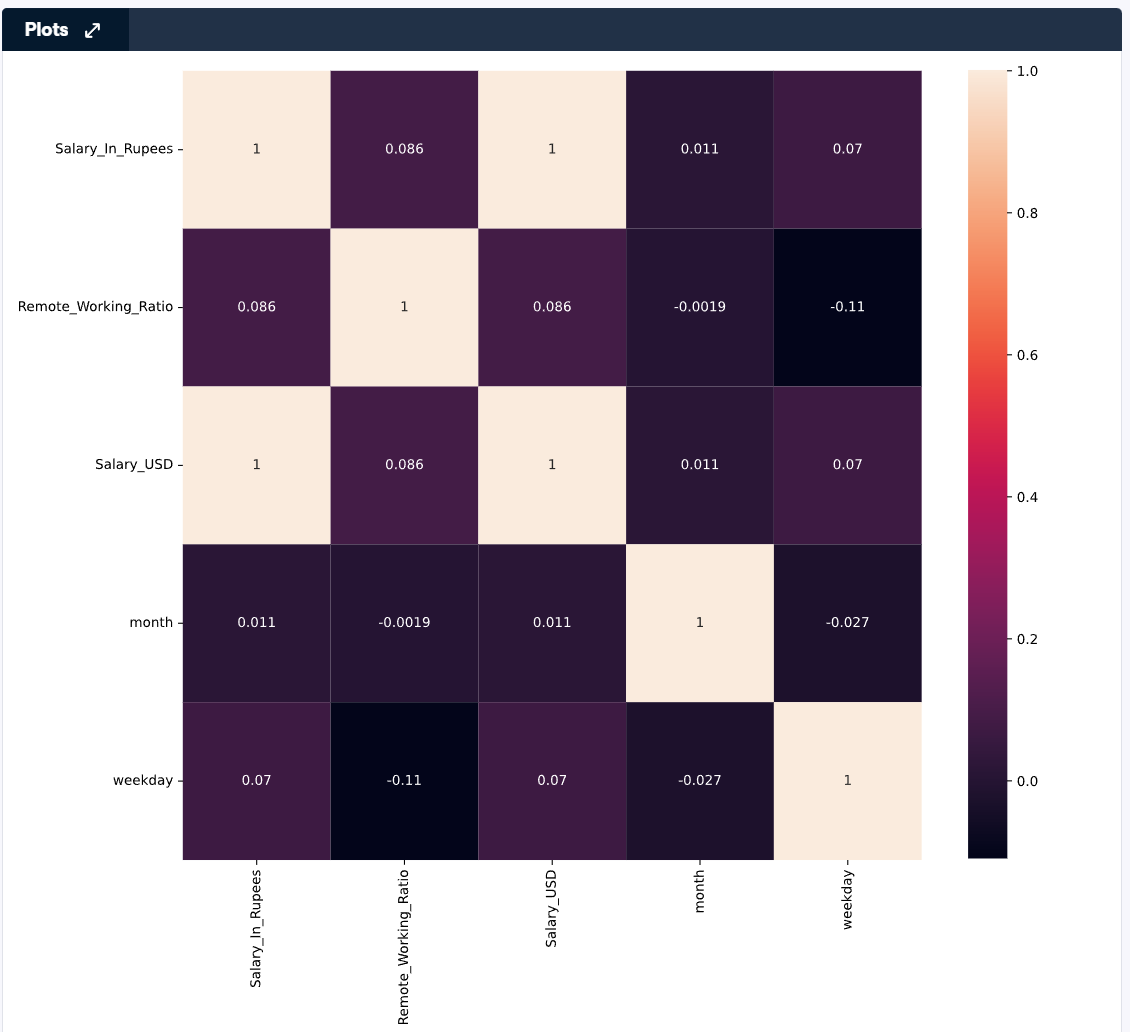 Plots
1.0
Salary_In_Rupees 1 0.086 1 0.011 0.07
0.8
Remote_Working_Ratio 0.086 1 0.086 -0.0019 -0.11
0.6
Salary_USD 1 0.086 1 0.011 0.07
0.4
month 0.011 -0.0019 0.011 1 -0.027
0.2
weekday 0.07 -0.11 0.07 -0.027 1
0.0
Salary_In_Rupees
Remote_Working_Ratio
Salary_USD
month
weekday